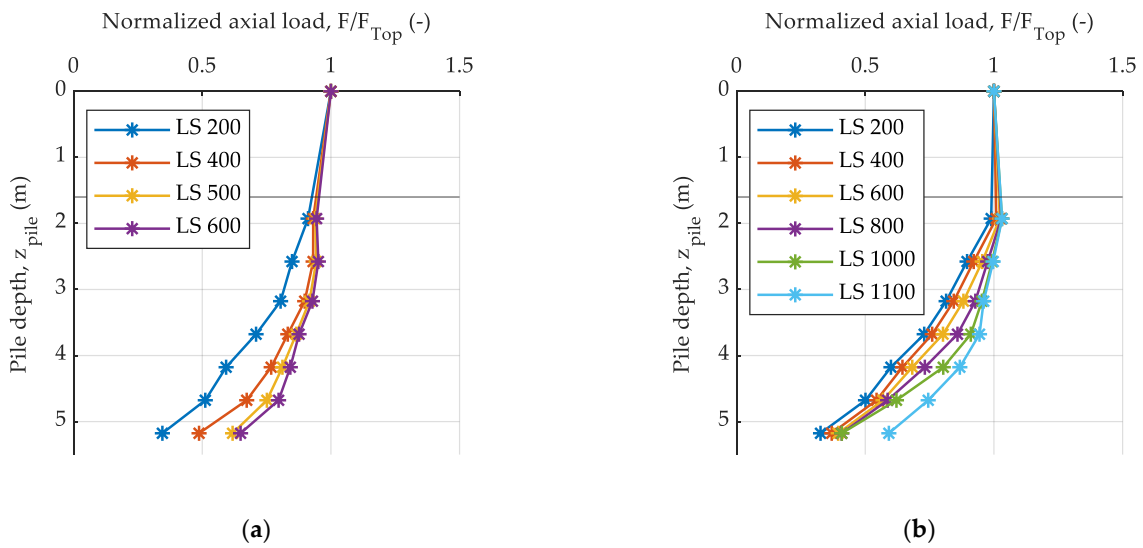 Normalized axial load, F/F_Top (-)
0 0.5 1 1.5
0
1
2
3
4
5
Pile depth, z_pile (m)
LS 200
LS 400
LS 500
LS 600
(a)
Normalized axial load, F/F_Top (-)
0 0.5 1 1.5
0
1
2
3
4
5
Pile depth, z_pile (m)
LS 200
LS 400
LS 600
LS 800
LS 1000
LS 1100
(b)